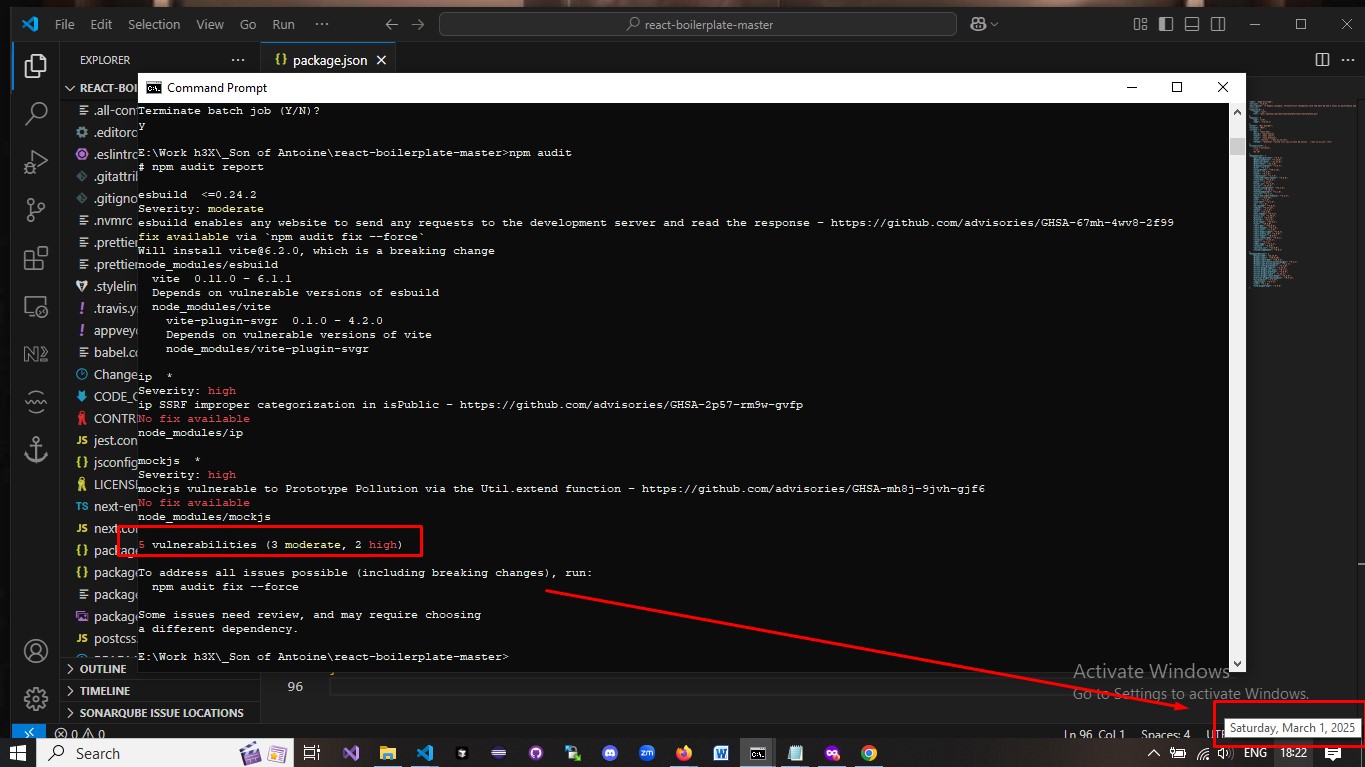 File Edit Selection View Go Run ··· react-boilerplate-master
EXPLORER ···
package.json
REACT-BOI
Command Prompt
.all-con
.editorc
.eslintrc
.gitattrib
.gitigno
.nvmrc
.prettier
.prettier
.stylelin
.travis.y
appveyo
babel.co
Change
CODE_C
CONTRI
jest.con
jsconfig
LICENSE
next-en
next.co
package
package
package
package
postcss.
Terminate batch job (Y/N)?
y
E:\Work h3X\_Son of Antoine\react-boilerplate-master>npm audit
# npm audit report
esbuild  <=0.24.2
Severity: moderate
esbuild enables any website to send any requests to the development server and read the response - https://github.com/advisories/GHSA-67mh-4wv8-2f99
fix available via `npm audit fix --force`
Will install vite@6.2.0, which is a breaking change
node_modules/esbuild
  vite  0.11.0 - 6.1.1
  Depends on vulnerable versions of esbuild
  node_modules/vite
    vite-plugin-svgr  0.1.0 - 4.2.0
    Depends on vulnerable versions of vite
    node_modules/vite-plugin-svgr
ip  *
Severity: high
ip SSRF improper categorization in isPublic - https://github.com/advisories/GHSA-2p57-rm9w-gvfp
No fix available
node_modules/ip
mockjs  *
Severity: high
mockjs vulnerable to Prototype Pollution via the Util.extend function - https://github.com/advisories/GHSA-mh8j-9jvh-gjf6
No fix available
node_modules/mockjs
5 vulnerabilities (3 moderate, 2 high)
To address all issues possible (including breaking changes), run:
  npm audit fix --force
Some issues need review, and may require choosing
a different dependency.
E:\Work h3X\_Son of Antoine\react-boilerplate-master>
OUTLINE
TIMELINE
SONARQUBE ISSUE LOCATIONS
96
Activate Windows
Go to Settings to activate Windows.
0 0
Ln 96, Col 1 Spaces: 4 UTF
Saturday, March 1, 2025
Search
ENG 18:22